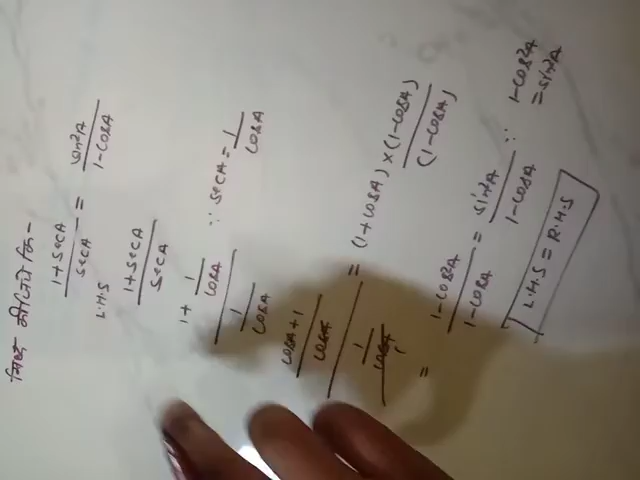 सिद्ध कीजिये कि-
1+secA / secA = sin²A / 1-cosA
L.H.S
1+secA / secA
1+ 1/cosA / 1/cosA ∵ secA = 1/cosA
cosA+1 / cosA / 1/cosA = (1+cosA) × (1-cosA) / (1-cosA)
= 1-cos²A / 1-cosA = sin²A / 1-cosA ∵ 1-cos²A = sin²A
L.H.S = R.H.S